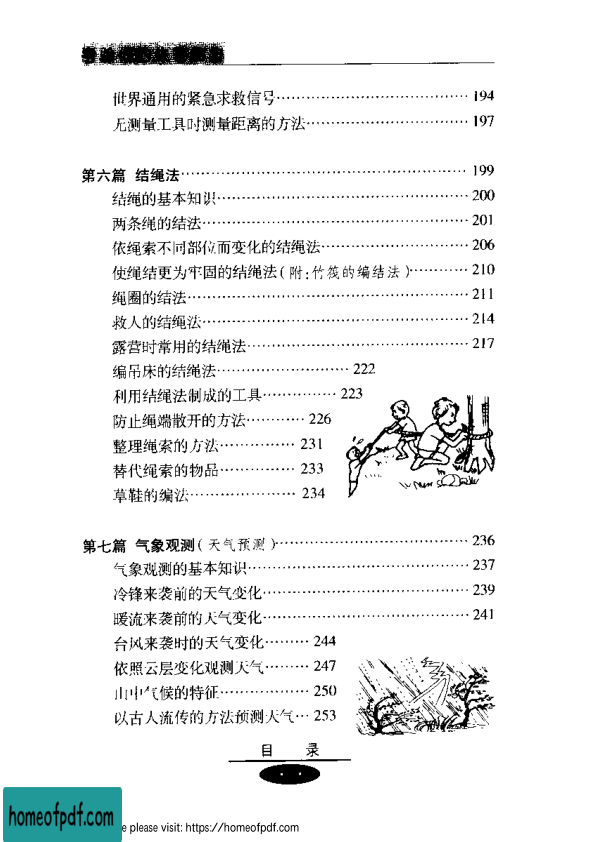 世界通用的紧急求救信号…………………………………194
无测量工具时测量距离的方法……………………………197
第六篇 结绳法…………………………………………………199
结绳的基本知识……………………………………………200
两条绳的结法………………………………………………201
依绳索不同部位而变化的结绳法…………………………206
使绳结更为牢固的结绳法(附:竹筏的编结法)…………210
绳圈的结法…………………………………………………211
救人的结绳法………………………………………………214
露营时常用的结绳法………………………………………217
编吊床的结绳法………………………222
利用结绳法制成的工具……………223
防止绳端散开的方法…………226
整理绳索的方法……………231
替代绳索的物品……………233
草鞋的编法…………………234
第七篇 气象观测(天气预测)…………………………………236
气象观测的基本知识………………………………………237
冷锋来袭前的天气变化……………………………………239
暖流来袭前的天气变化……………………………………241
台风来袭时的天气变化………244
依照云层变化观测天气………247
山中气候的特征………………250
以古人流传的方法预测天气…253
目 录
homeofpdf.com
e please visit: https://homeofpdf.com